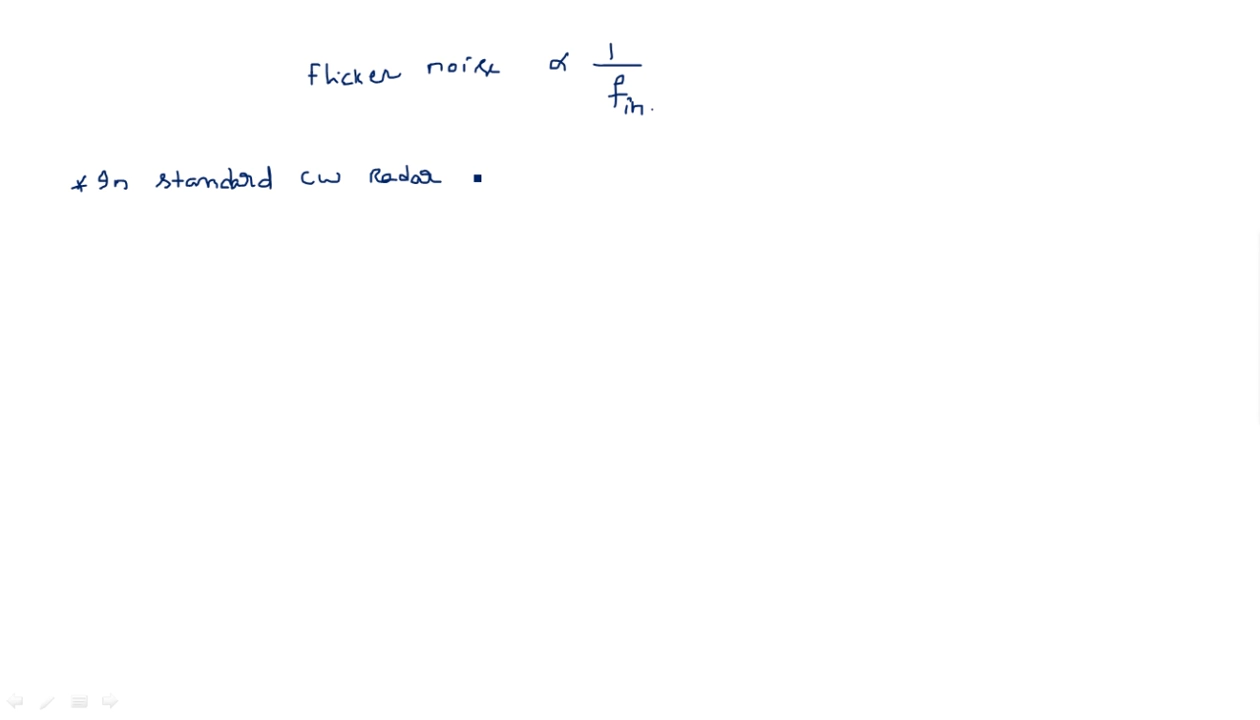 Flicker noise ∝ 1/f_in.
* In standard CW Radar